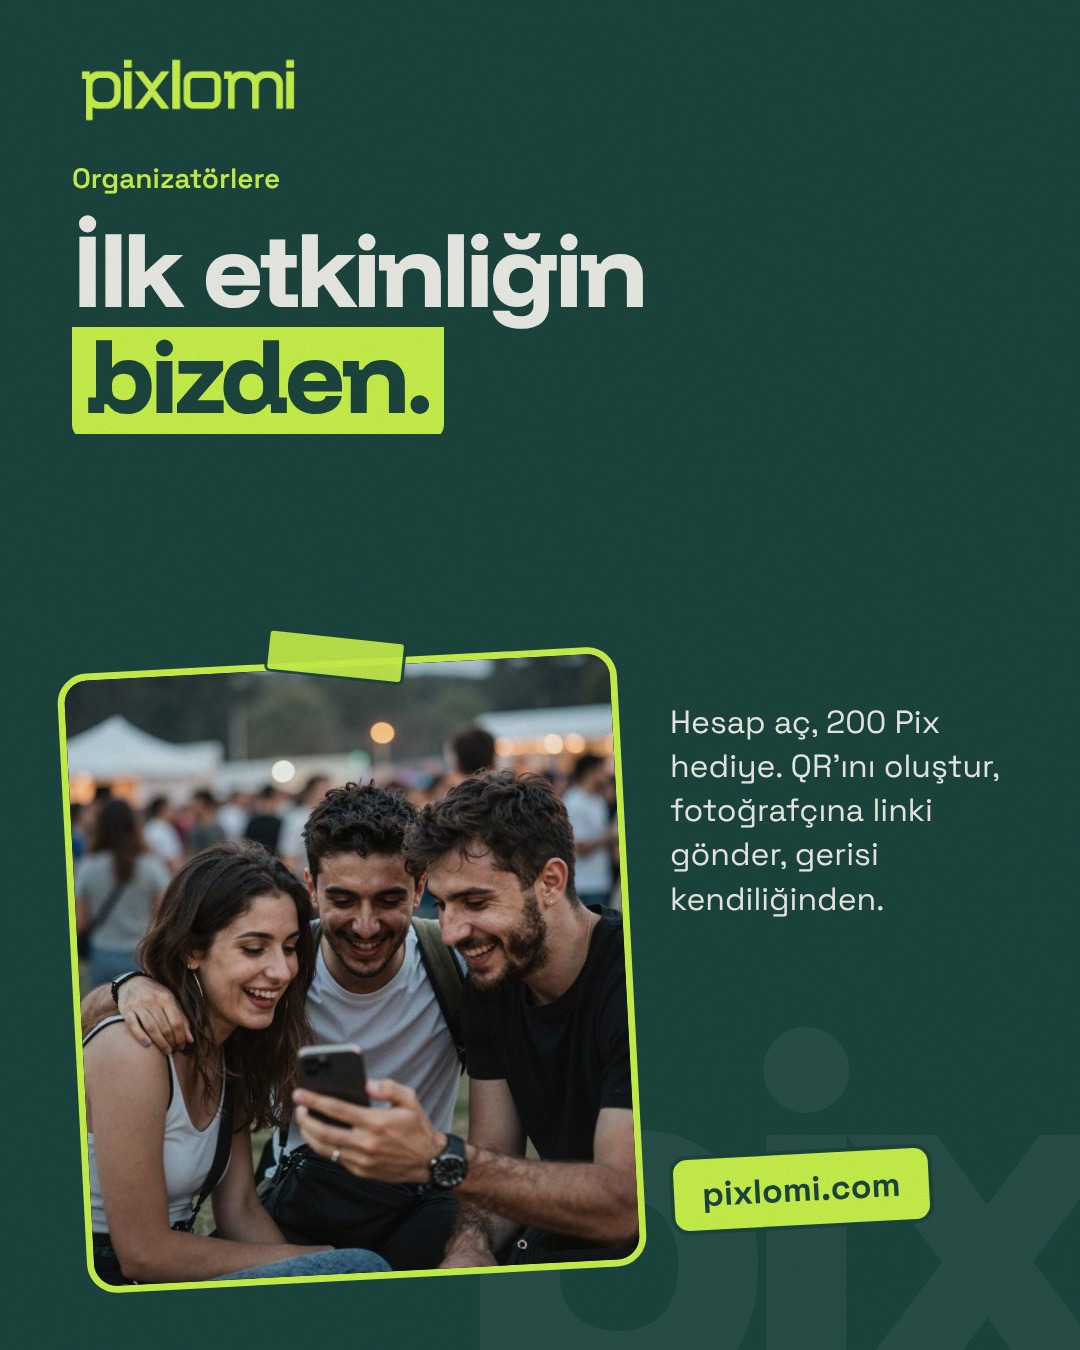 pixlomi
Organizatörlere
İlk etkinliğin
bizden.
Hesap aç, 200 Pix
hediye. QR’ını oluştur,
fotoğrafçına linki
gönder, gerisi
kendiliğinden.
pixlomi.com
pix